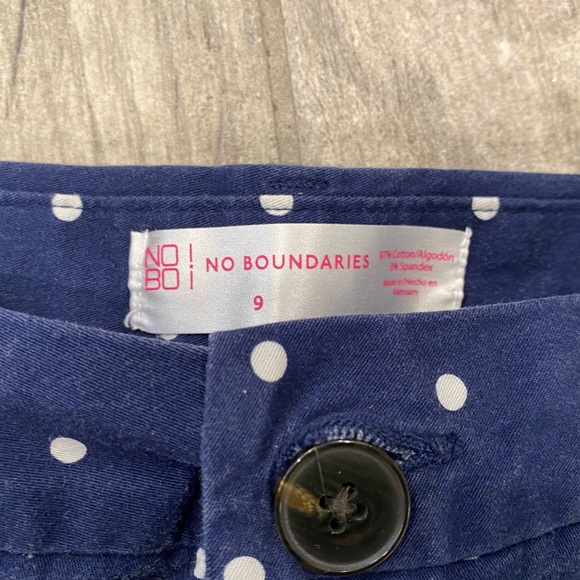 NO!
BO¡
NO BOUNDARIES
9
97% Cotton/Algodón
3% Spandex
Made in/Hecho en
Vietnam